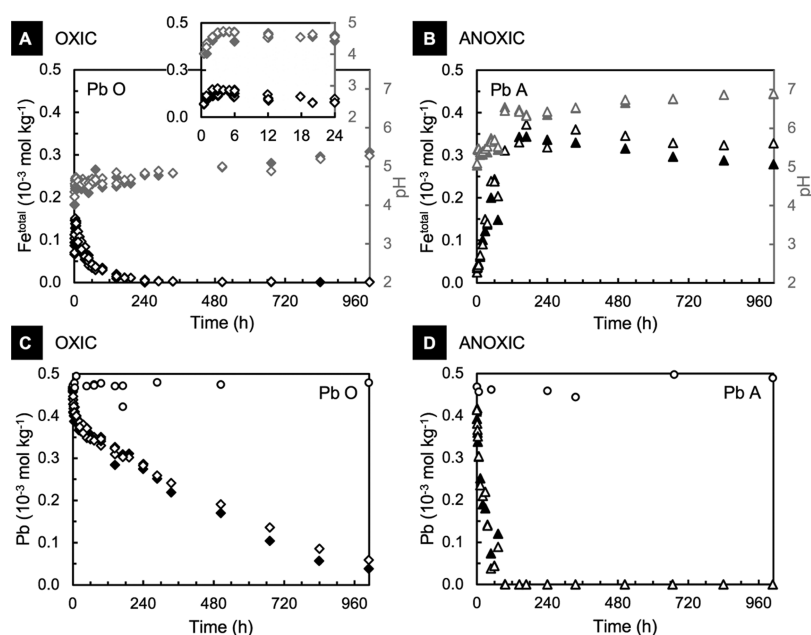 A OXIC
0.5
0.3
0.0
5
4
0 6 12 18 24
Pb O
0.5
0.4
0.3
0.2
0.1
0.0
Fe^total (10⁻³ mol kg⁻¹)
7
6
5
4
3
2
pH
0 240 480 720 960
Time (h)
B ANOXIC
Pb A
0.5
0.4
0.3
0.2
0.1
0.0
Fe^total (10⁻³ mol kg⁻¹)
7
6
5
4
3
2
pH
0 240 480 720 960
Time (h)
C OXIC
Pb O
0.5
0.4
0.3
0.2
0.1
0.0
Pb (10⁻³ mol kg⁻¹)
0 240 480 720 960
Time (h)
D ANOXIC
Pb A
0.5
0.4
0.3
0.2
0.1
0.0
Pb (10⁻³ mol kg⁻¹)
0 240 480 720 960
Time (h)